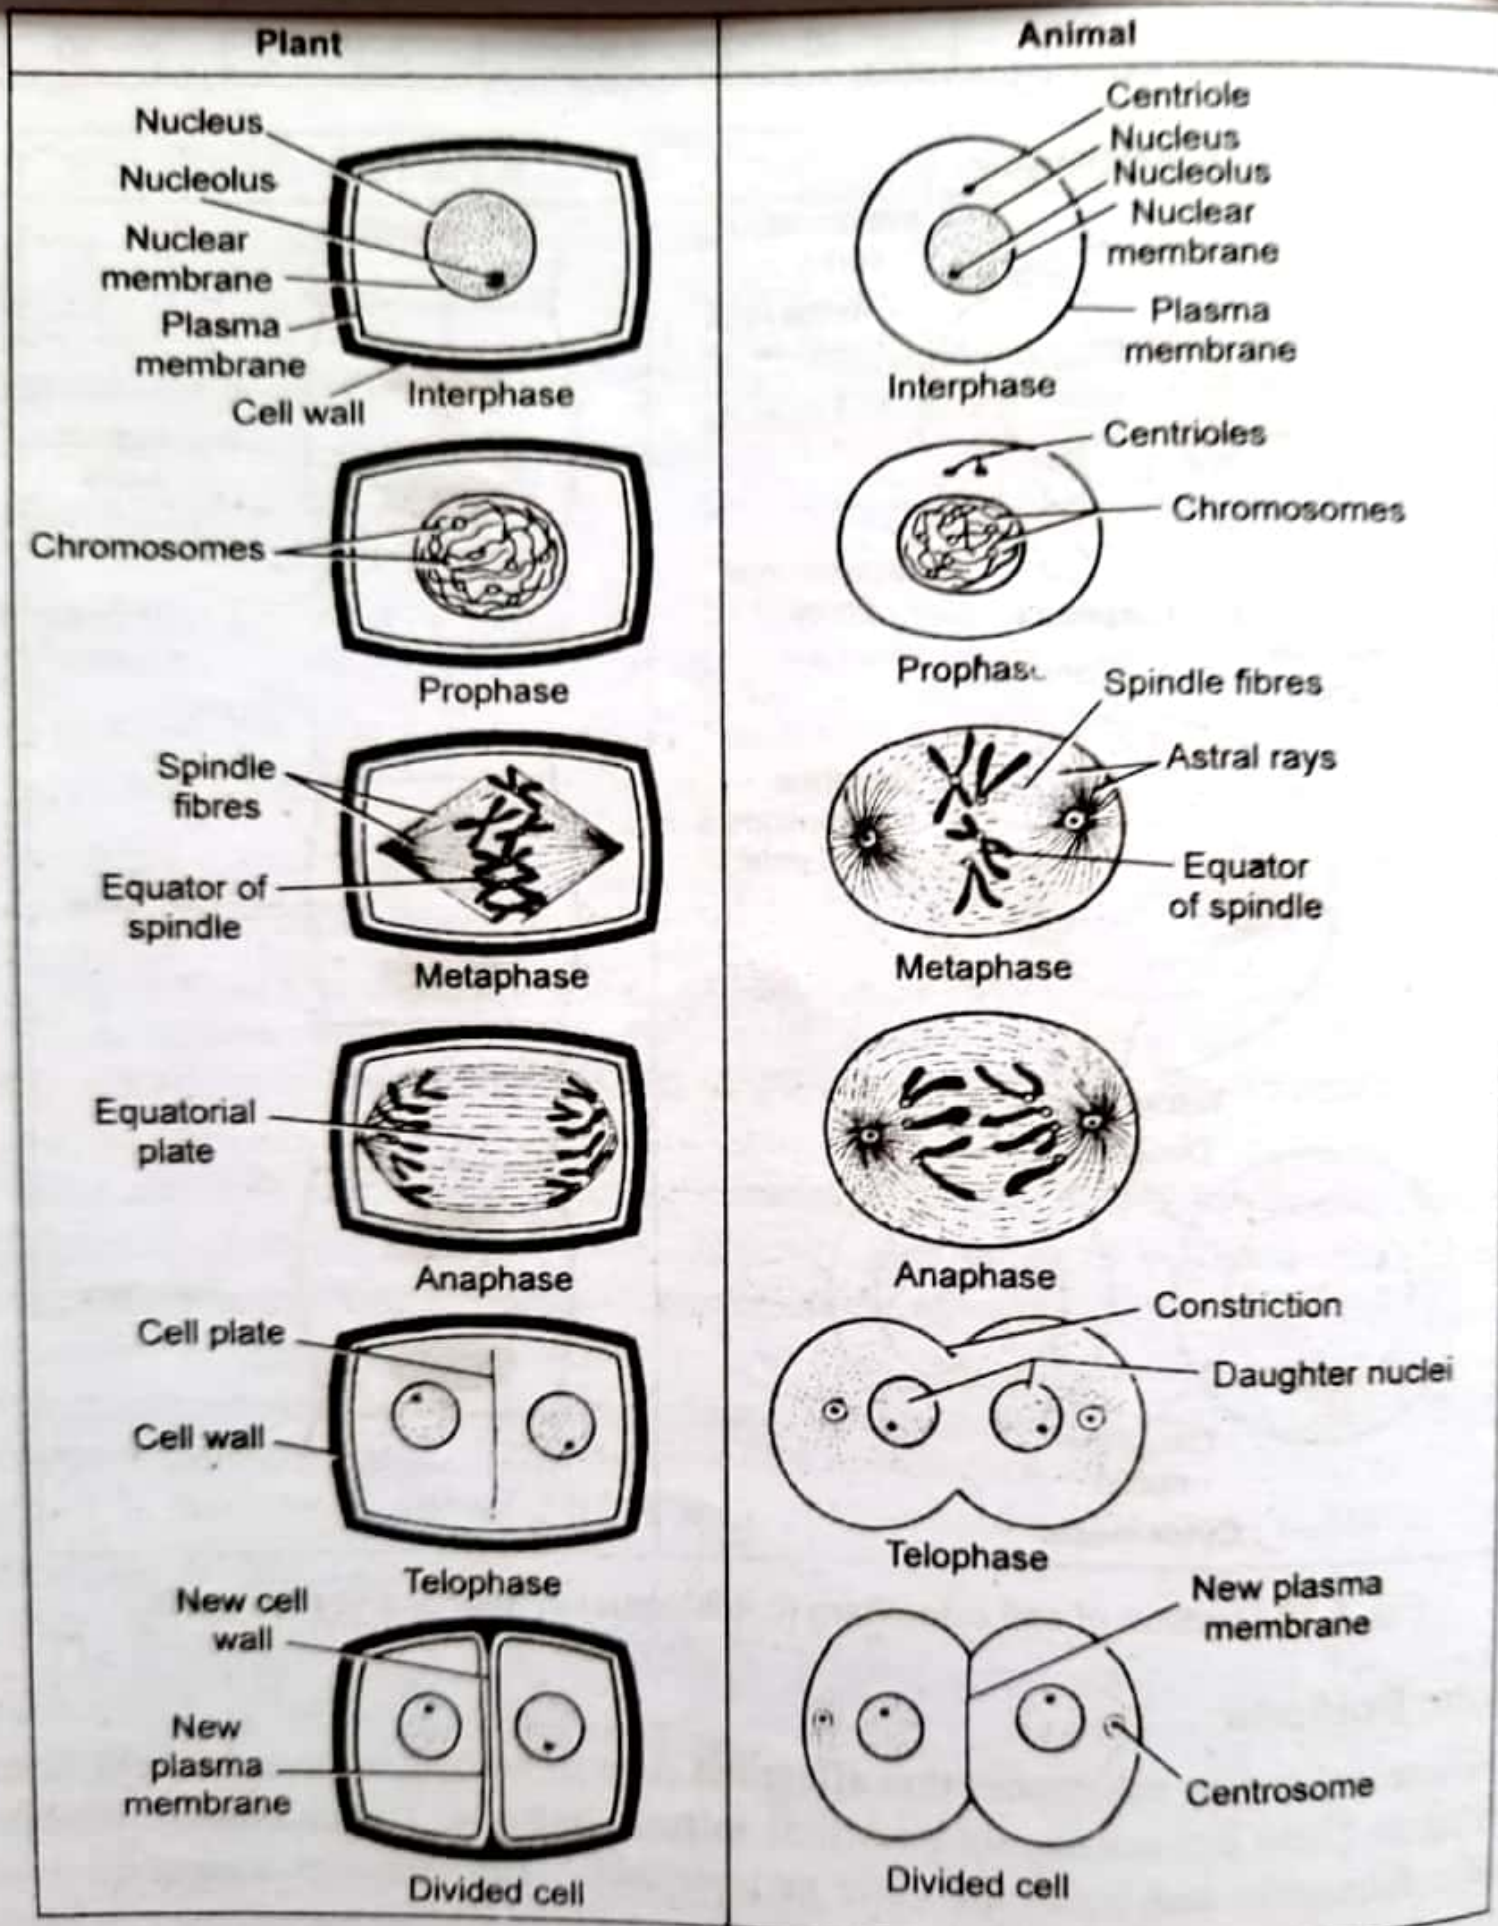 Plant
Animal
Nucleus
Nucleolus
Nuclear
membrane
Plasma
membrane
Cell wall
Interphase
Centriole
Nucleus
Nucleolus
Nuclear
membrane
Plasma
membrane
Interphase
Chromosomes
Prophase
Centrioles
Chromosomes
Prophase
Spindle
fibres
Equator of
spindle
Metaphase
Spindle fibres
Astral rays
Equator
of spindle
Metaphase
Equatorial
plate
Anaphase
Anaphase
Cell plate
Cell wall
Telophase
Constriction
Daughter nuclei
Telophase
New cell
wall
New
plasma
membrane
Divided cell
New plasma
membrane
Centrosome
Divided cell